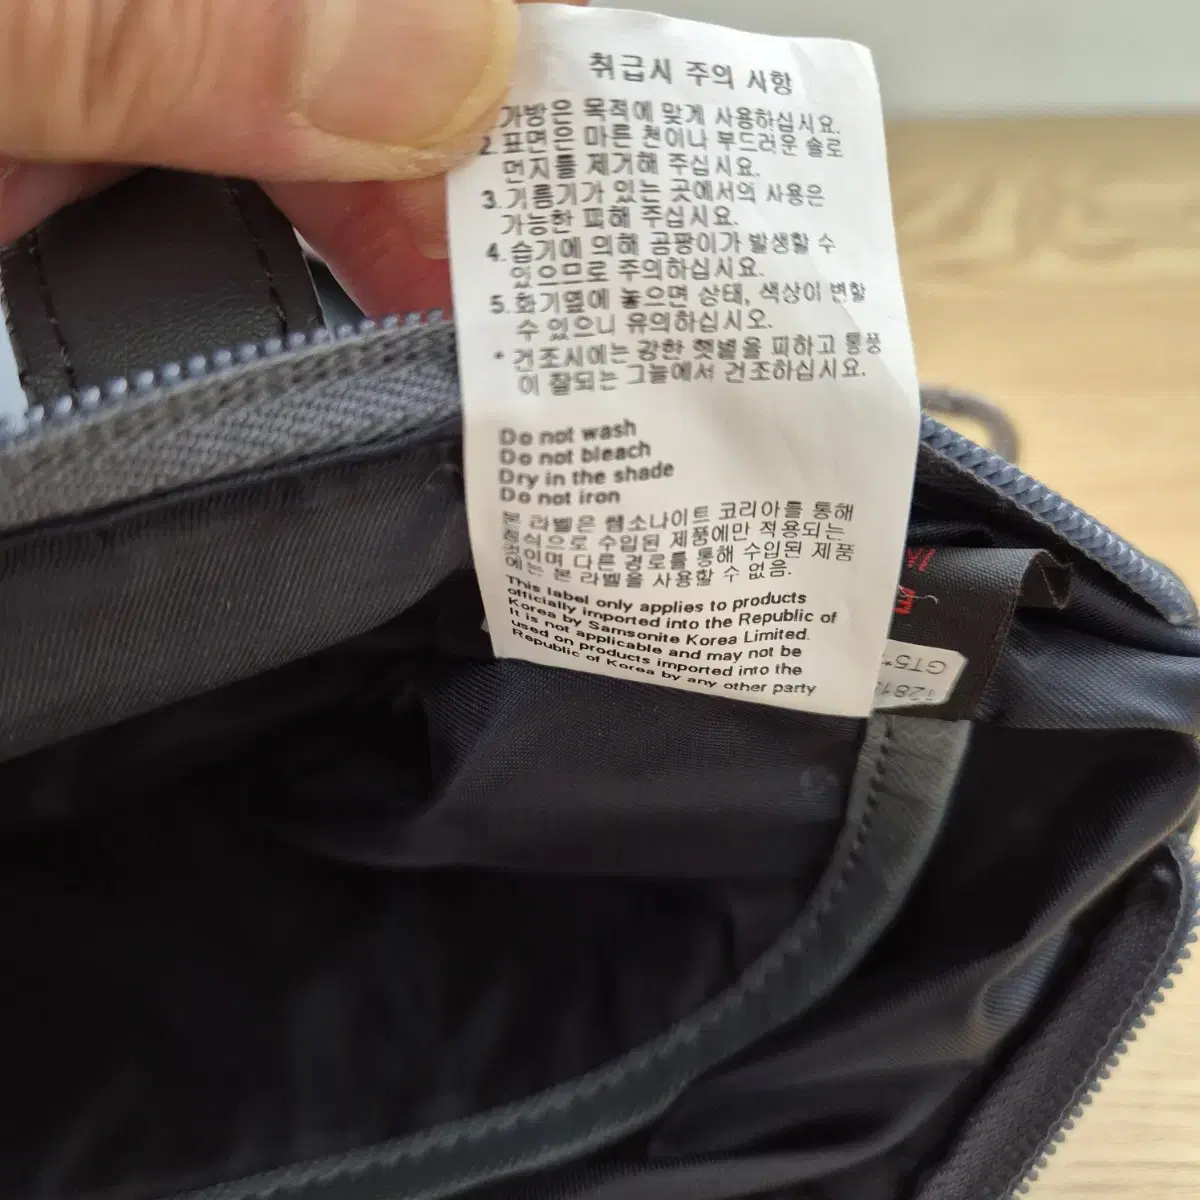 취급시 주의 사항
가방은 목적에 맞게 사용하십시요.
2. 표면은 마른 천이나 부드러운 솔로
먼지를 제거해 주십시요.
3. 기름기가 있는 곳에서의 사용은
가능한 피해 주십시요.
4. 습기에 의해 곰팡이가 발생할 수
있으므로 주의하십시요.
5. 화기옆에 놓으면 상태, 색상이 변할
수 있으니 유의하십시오.
* 건조시에는 강한 햇볕을 피하고 통풍
이 잘되는 그늘에서 건조하십시요.
Do not wash
Do not bleach
Dry in the shade
Do not iron
본 라벨은 쌤소나이트 코리아를 통해
정식으로 수입된 제품에만 적용되는
것이며 다른 경로를 통해 수입된 제품
에는 본 라벨을 사용할 수 없음.
This label only applies to products
officially imported into the Republic of
Korea by Samsonite Korea Limited.
It is not applicable and may not be
used on products imported into the
Republic of Korea by any other party
GT5*